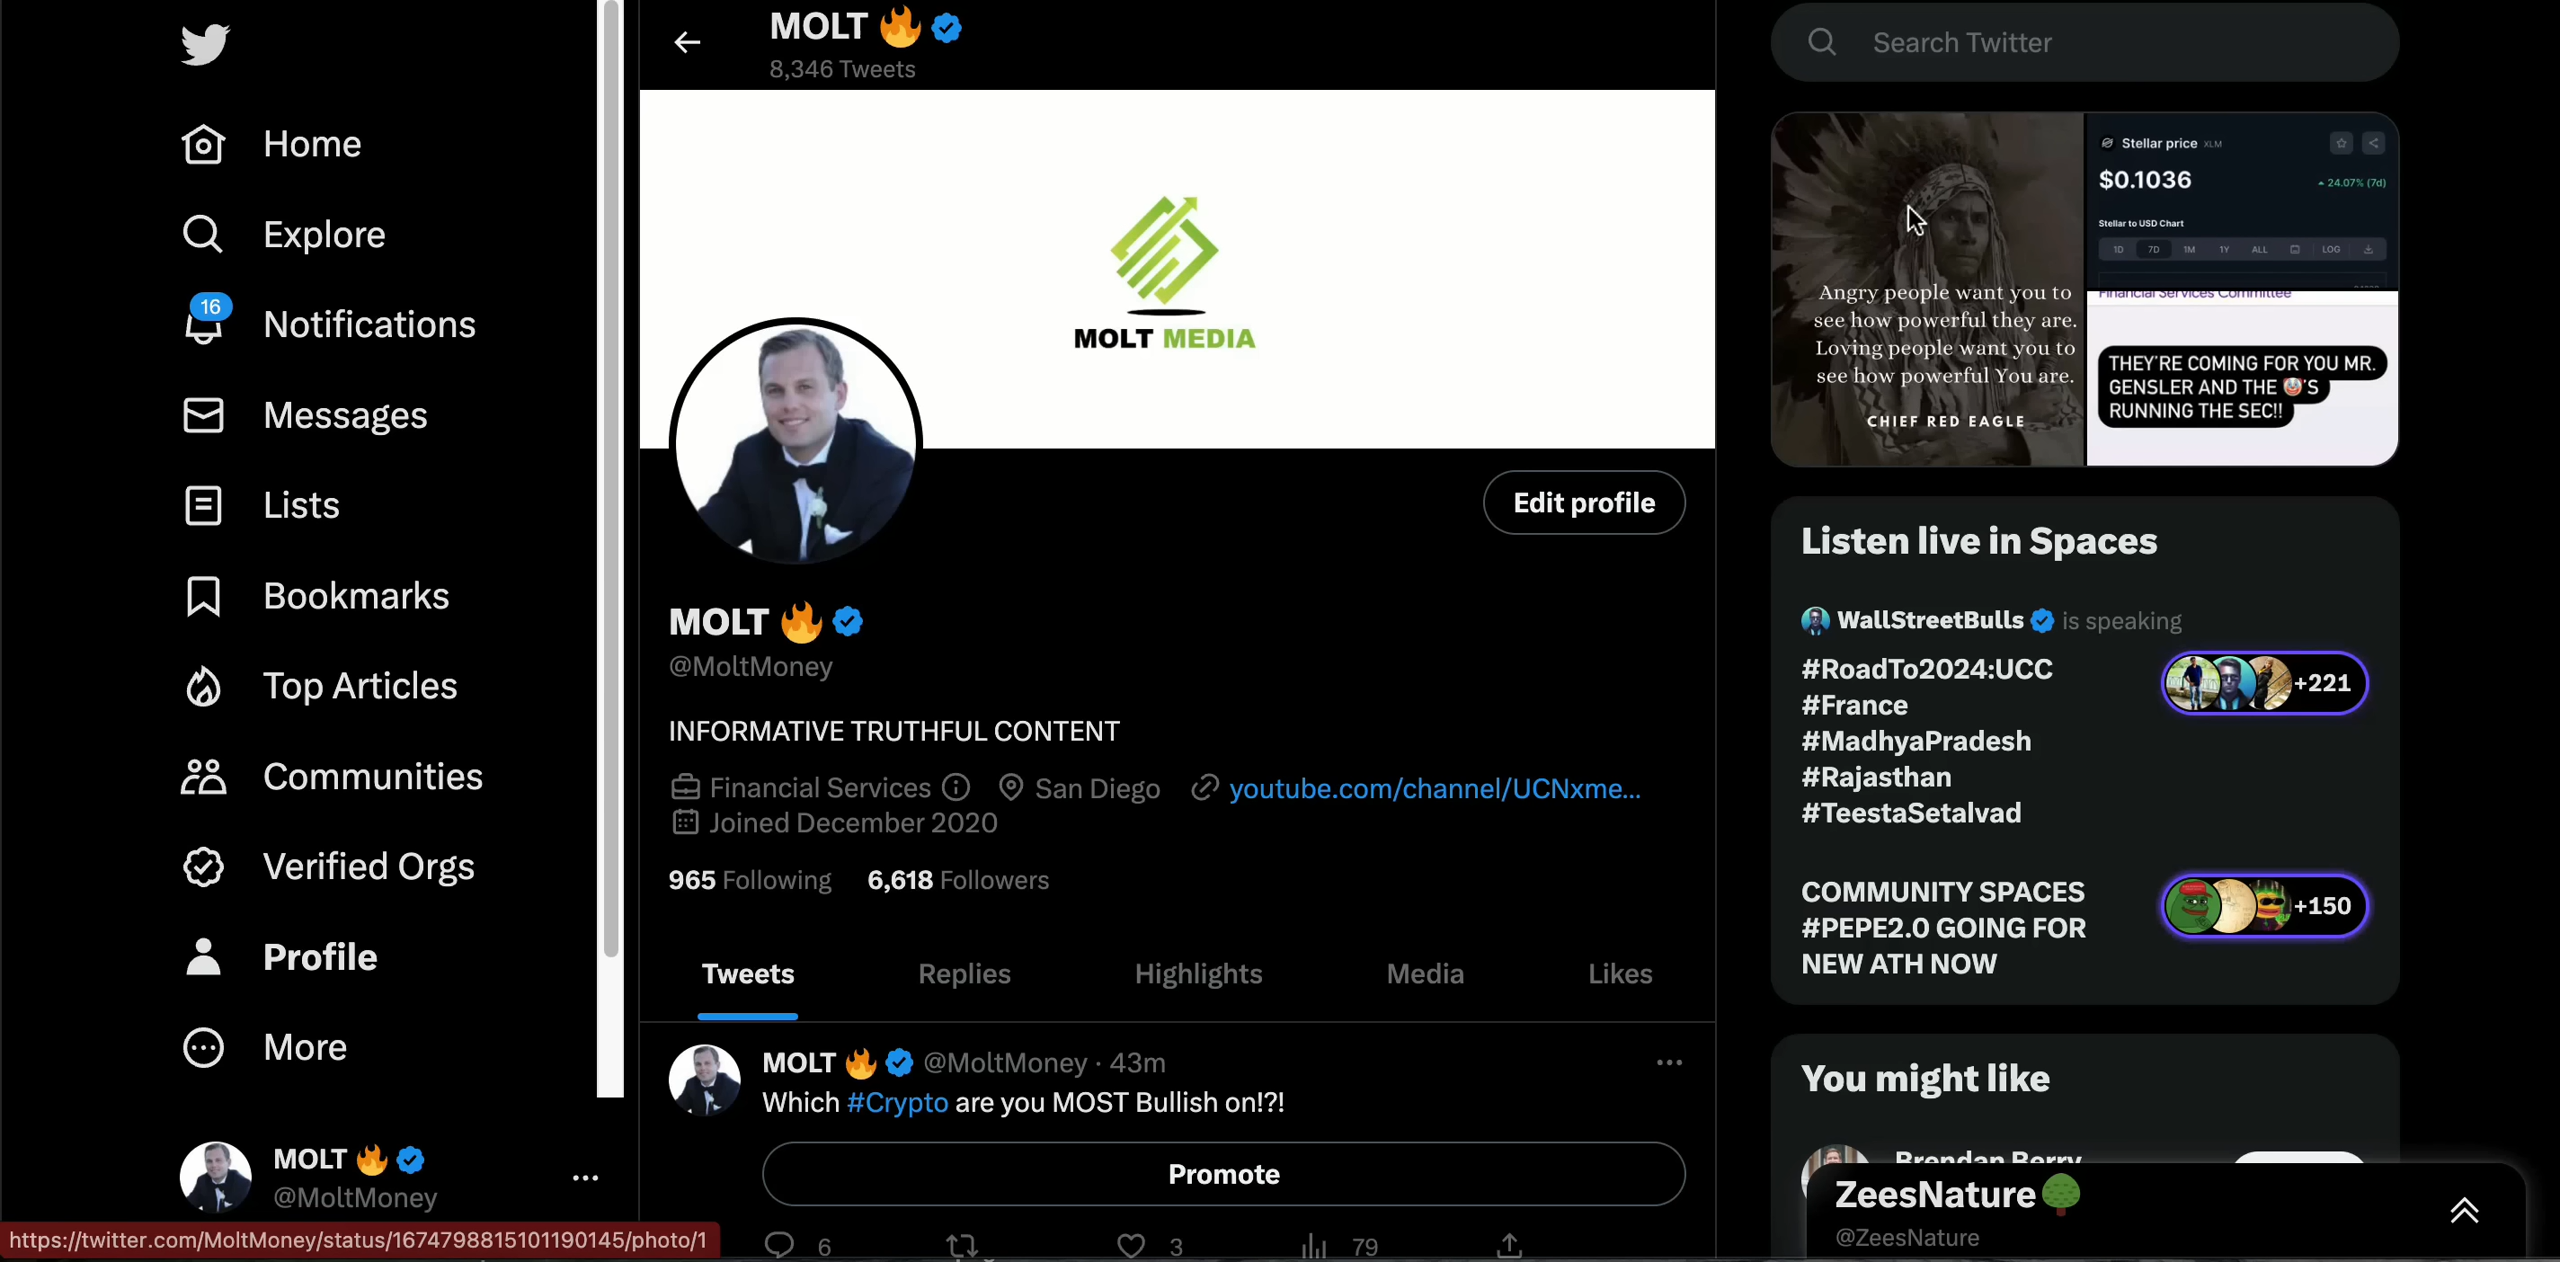 Home
Explore
16
Notifications
Messages
Lists
Bookmarks
Top Articles
Communities
Verified Orgs
Profile
More
MOLT 🔥
@MoltMoney
https://twitter.com/MoltMoney/status/1674798815101190145/photo/1
MOLT 🔥
8,346 Tweets
MOLT MEDIA
Edit profile
MOLT 🔥
@MoltMoney
INFORMATIVE TRUTHFUL CONTENT
Financial Services San Diego youtube.com/channel/UCNxme...
Joined December 2020
965 Following 6,618 Followers
Tweets Replies Highlights Media Likes
MOLT 🔥 @MoltMoney · 43m
Which #Crypto are you MOST Bullish on!?!
Promote
6 3 79
Search Twitter
Angry people want you to
see how powerful they are.
Loving people want you to
see how powerful You are.
CHIEF RED EAGLE
Stellar price XLM
$0.1036
24.07% (7d)
Stellar to USD Chart
1D 7D 1M 1Y ALL LOG
Financial Services Committee
THEY'RE COMING FOR YOU MR.
GENSLER AND THE 🤡'S
RUNNING THE SEC!!
Listen live in Spaces
WallStreetBulls is speaking
#RoadTo2024:UCC
#France
#MadhyaPradesh
#Rajasthan
#TeestaSetalvad
+221
COMMUNITY SPACES
#PEPE2.0 GOING FOR
NEW ATH NOW
+150
You might like
Brendan Berry
ZeesNature🌳
@ZeesNature